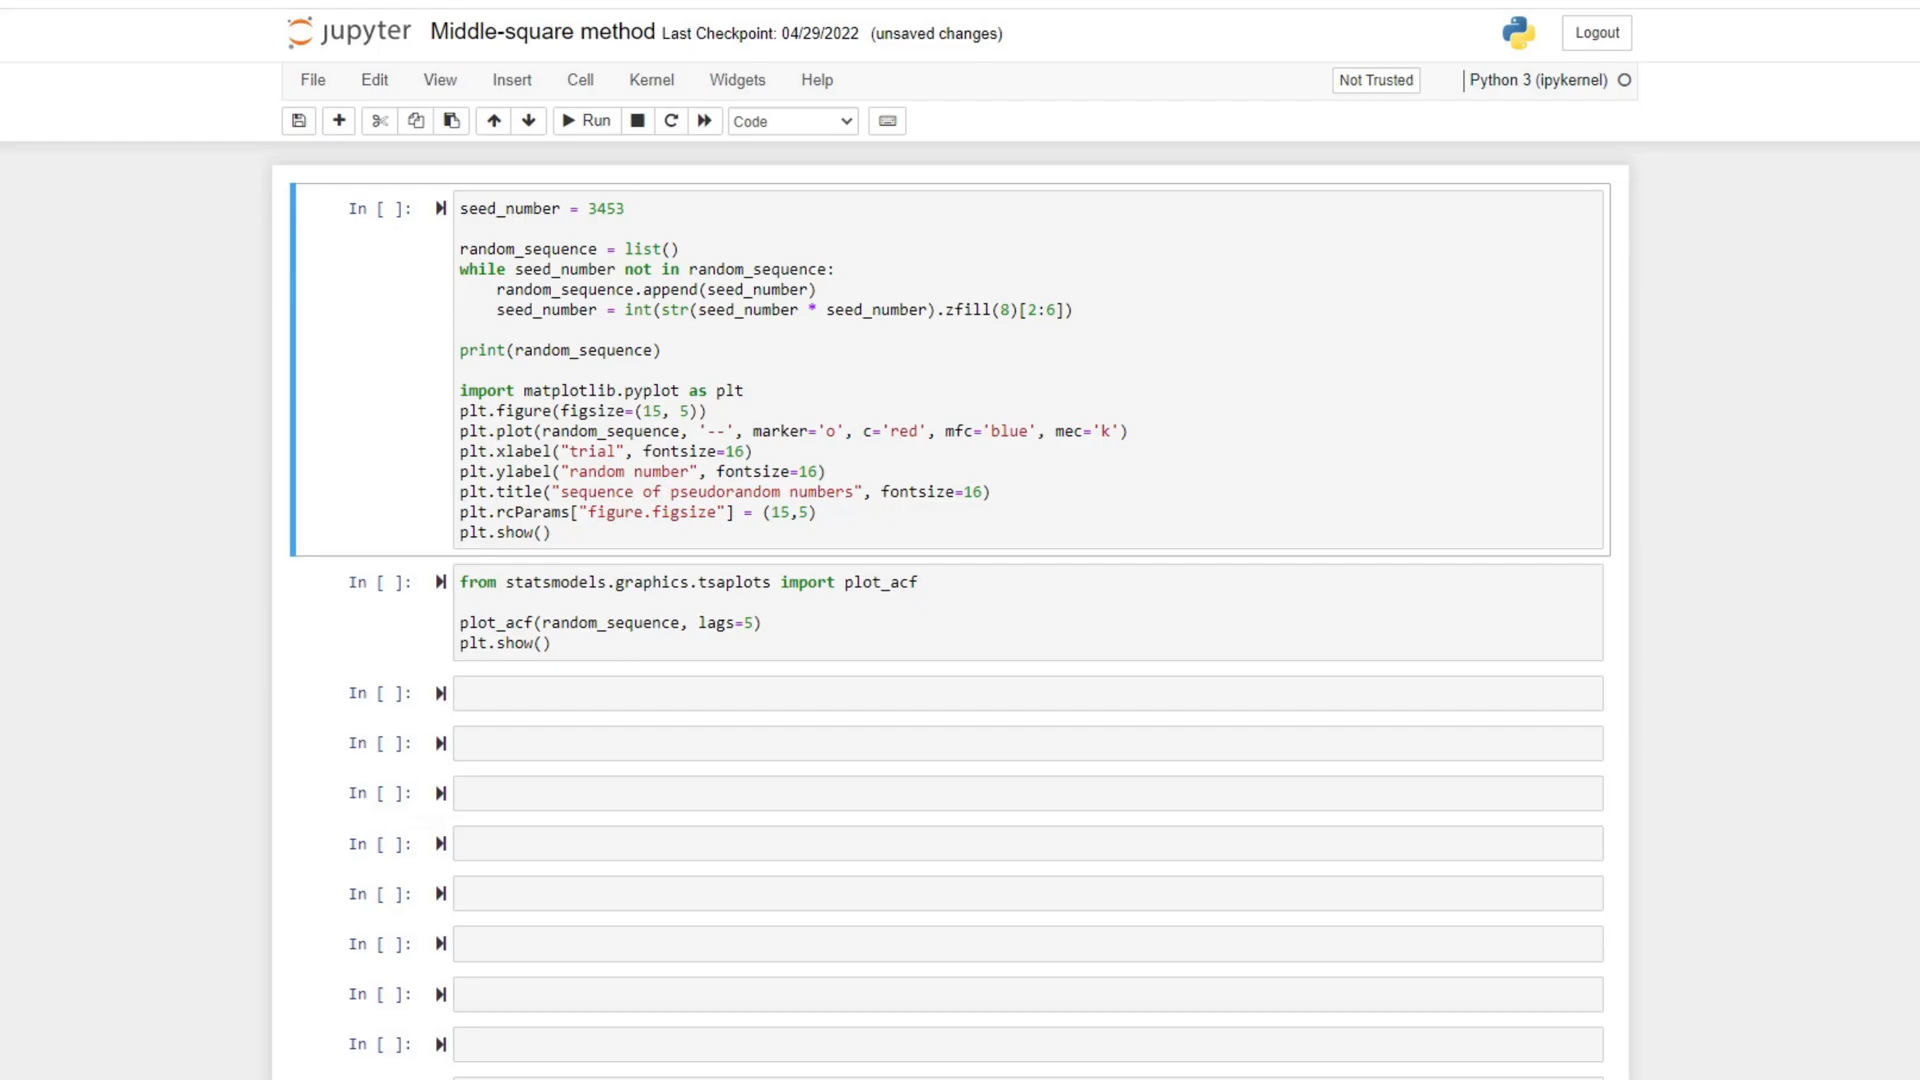 jupyter Middle-square method Last Checkpoint: 04/29/2022 (unsaved changes) Logout
File Edit View Insert Cell Kernel Widgets Help Not Trusted Python 3 (ipykernel)
Run Code
In [ ]: seed_number = 3453
random_sequence = list()
while seed_number not in random_sequence:
    random_sequence.append(seed_number)
    seed_number = int(str(seed_number * seed_number).zfill(8)[2:6])
print(random_sequence)
import matplotlib.pyplot as plt
plt.figure(figsize=(15, 5))
plt.plot(random_sequence, '--', marker='o', c='red', mfc='blue', mec='k')
plt.xlabel("trial", fontsize=16)
plt.ylabel("random number", fontsize=16)
plt.title("sequence of pseudorandom numbers", fontsize=16)
plt.rcParams["figure.figsize"] = (15,5)
plt.show()
In [ ]: from statsmodels.graphics.tsaplots import plot_acf
plot_acf(random_sequence, lags=5)
plt.show()
In [ ]:
In [ ]:
In [ ]:
In [ ]:
In [ ]:
In [ ]:
In [ ]:
In [ ]: